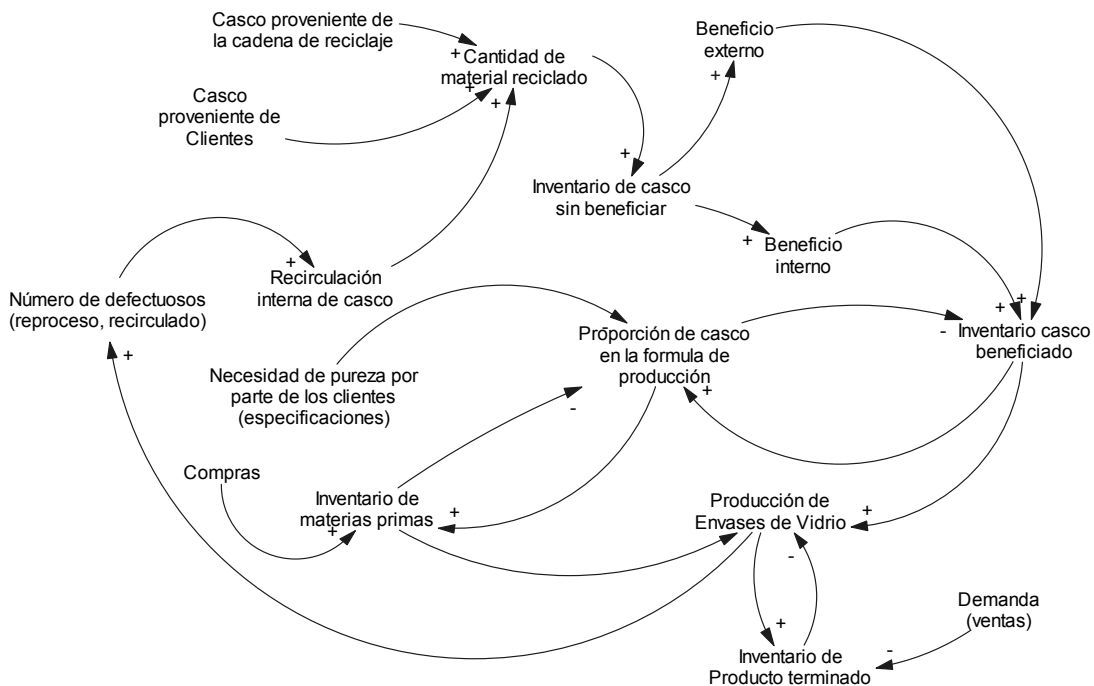 Casco proveniente de
la cadena de reciclaje
+
Cantidad de
material reciclado
+
+
Beneficio
externo
+
Casco
proveniente de
Clientes
+
Inventario de casco
sin beneficiar
+
Beneficio
interno
+
Recirculación
interna de casco
Número de defectuosos
(reproceso, recirculado)
+
+
+
-
Inventario casco
beneficiado
-
Proporción de casco
en la formula de
producción
+
Necesidad de pureza por
parte de los clientes
(especificaciones)
-
Compras
+
Inventario de
materias primas
+
Producción de
Envases de Vidrio
+
-
+
Demanda
(ventas)
-
Inventario de
Producto terminado